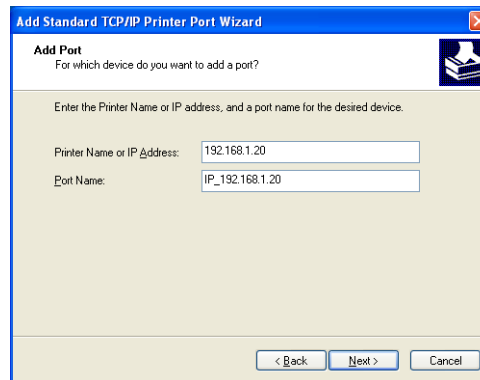 Add Standard TCP/IP Printer Port Wizard
Add Port
For which device do you want to add a port?
Enter the Printer Name or IP address, and a port name for the desired device.
Printer Name or IP Address: 192.168.1.20
Port Name: IP_192.168.1.20
< Back Next > Cancel